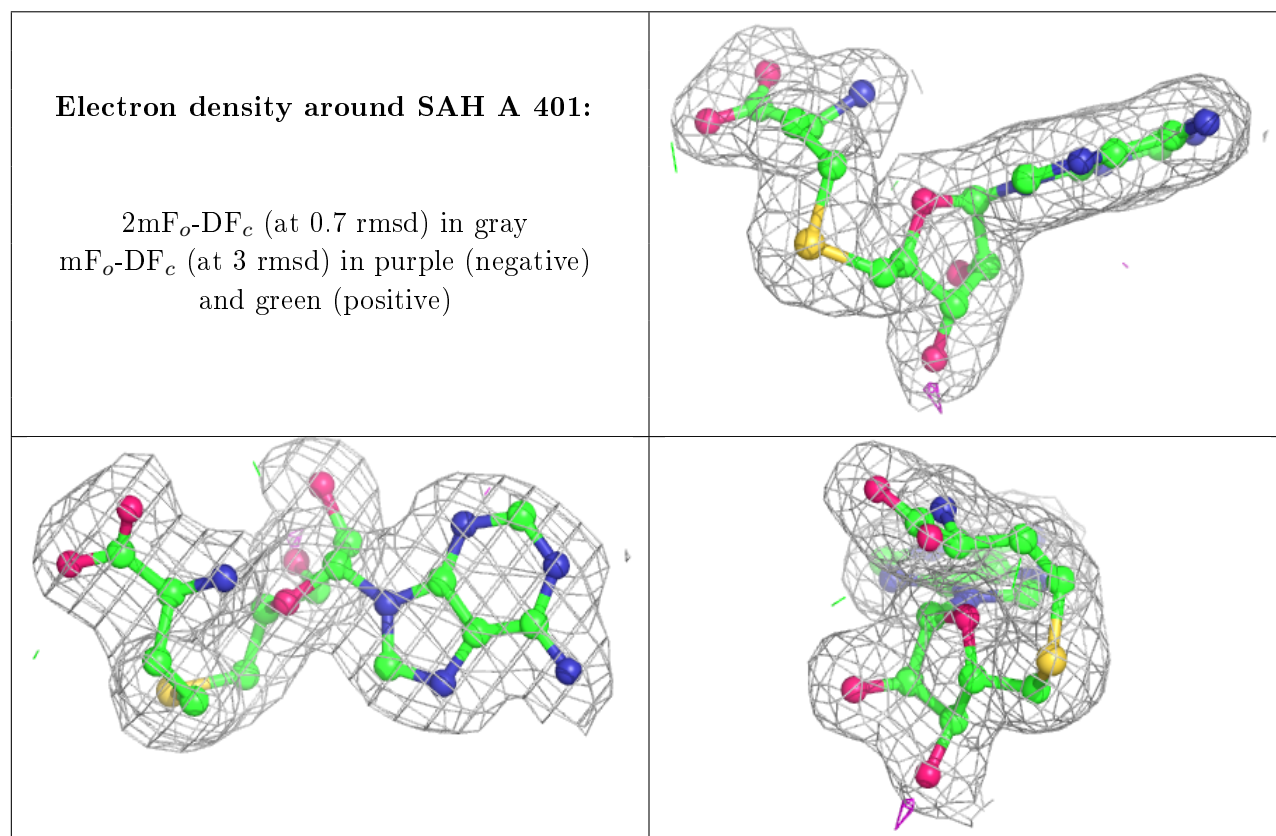 Electron density around SAH A 401:
2mFₒ-DF𝑐 (at 0.7 rmsd) in gray
mFₒ-DF𝑐 (at 3 rmsd) in purple (negative)
and green (positive)